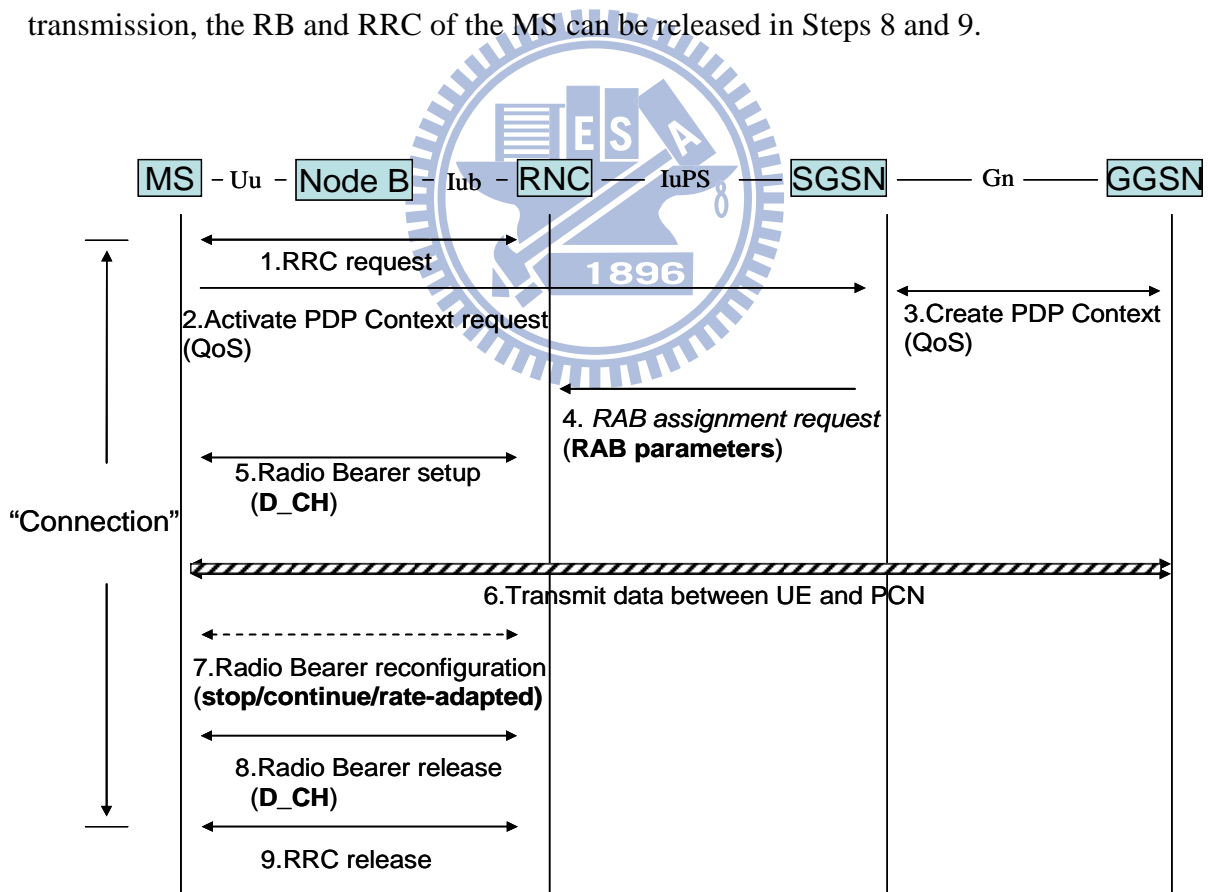 transmission, the RB and RRC of the MS can be released in Steps 8 and 9.
ESA
MS – Uu – Node B – Iub – RNC — IuPS — SGSN — Gn — GGSN
1.RRC request
1896
2.Activate PDP Context request
(QoS)
3.Create PDP Context
(QoS)
4. RAB assignment request
(RAB parameters)
5.Radio Bearer setup
(D_CH)
“Connection”
6.Transmit data between UE and PCN
7.Radio Bearer reconfiguration
(stop/continue/rate-adapted)
8.Radio Bearer release
(D_CH)
9.RRC release